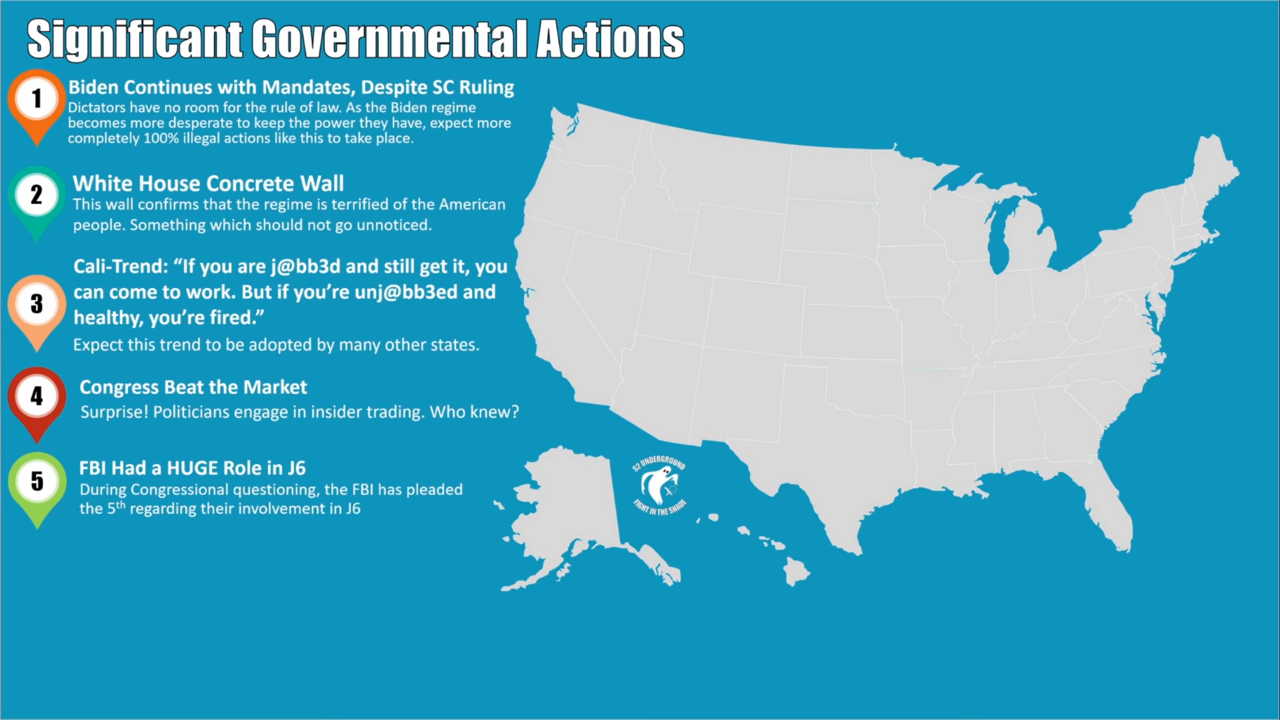 Significant Governmental Actions
1
Biden Continues with Mandates, Despite SC Ruling
Dictators have no room for the rule of law. As the Biden regime
becomes more desperate to keep the power they have, expect more
completely 100% illegal actions like this to take place.
2
White House Concrete Wall
This wall confirms that the regime is terrified of the American
people. Something which should not go unnoticed.
3
Cali-Trend: “If you are j@bb3d and still get it, you
can come to work. But if you’re unj@bb3ed and
healthy, you’re fired.”
Expect this trend to be adopted by many other states.
4
Congress Beat the Market
Surprise! Politicians engage in insider trading. Who knew?
5
FBI Had a HUGE Role in J6
During Congressional questioning, the FBI has pleaded
the 5th regarding their involvement in J6
S2 UNDERGROUND
FIGHT IN THE SHADE